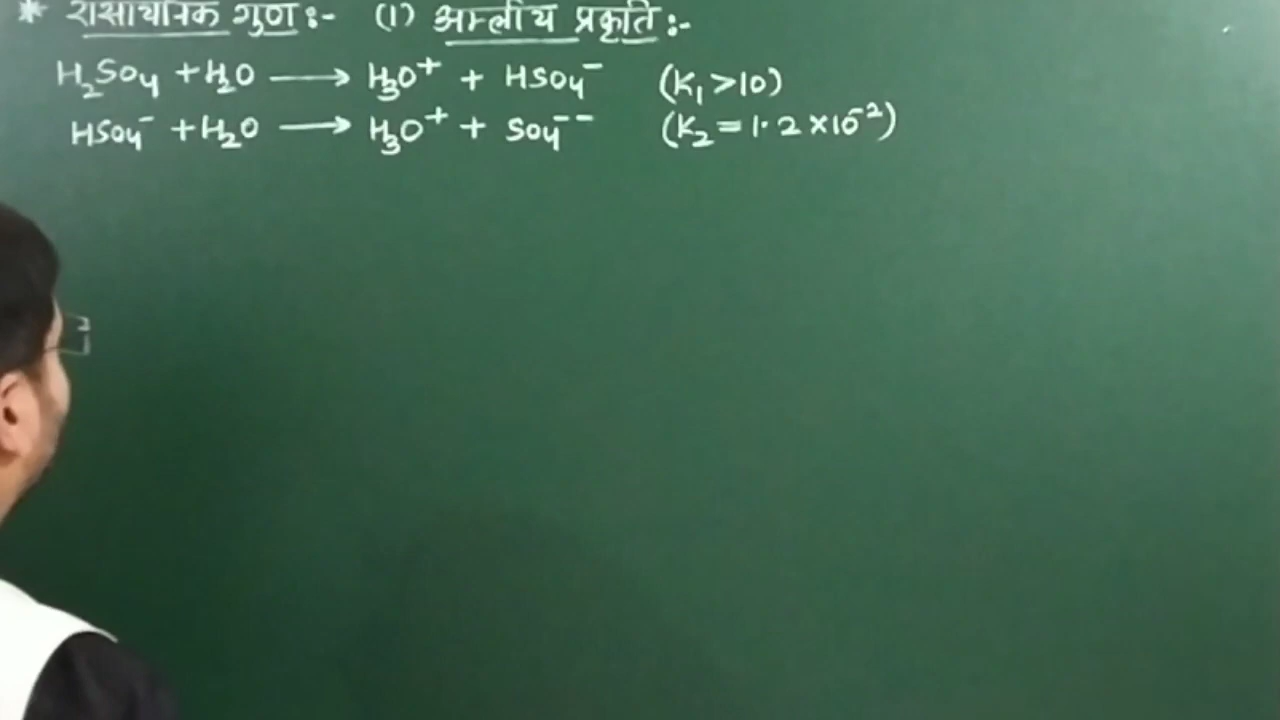 * रासायनिक गुण :- (1) अम्लीय प्रकृति :-
H₂SO₄ + H₂O ⟶ H₃O⁺ + HSO₄⁻ (K₁ >10)
HSO₄⁻ + H₂O ⟶ H₃O⁺ + SO₄⁻⁻ (K₂ = 1.2 × 10⁻²)